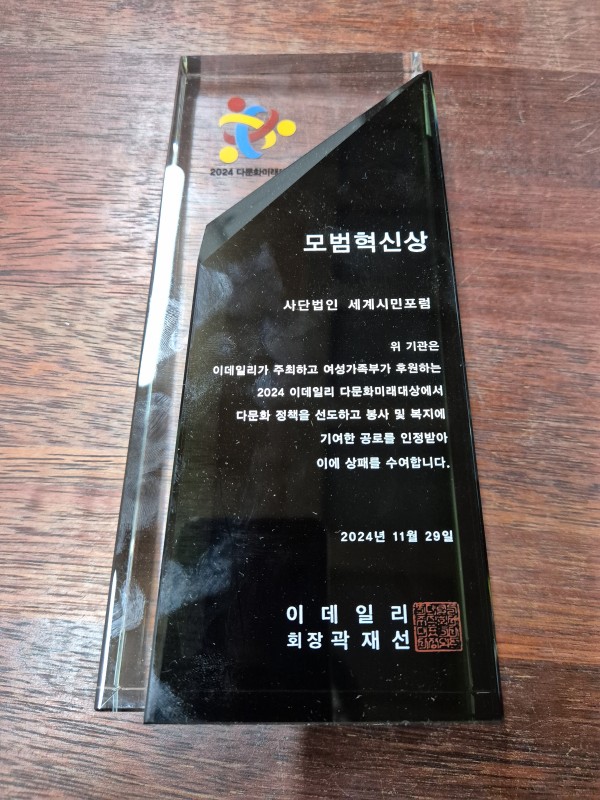 2024 다문화미래
모범혁신상
사단법인 세계시민포럼
위 기관은
이데일리가 주최하고 여성가족부가 후원하는
2024 이데일리 다문화미래대상에서
다문화 정책을 선도하고 봉사 및 복지에
기여한 공로를 인정받아
이에 상패를 수여합니다.
2024년 11월 29일
이데일리
회장 곽재선